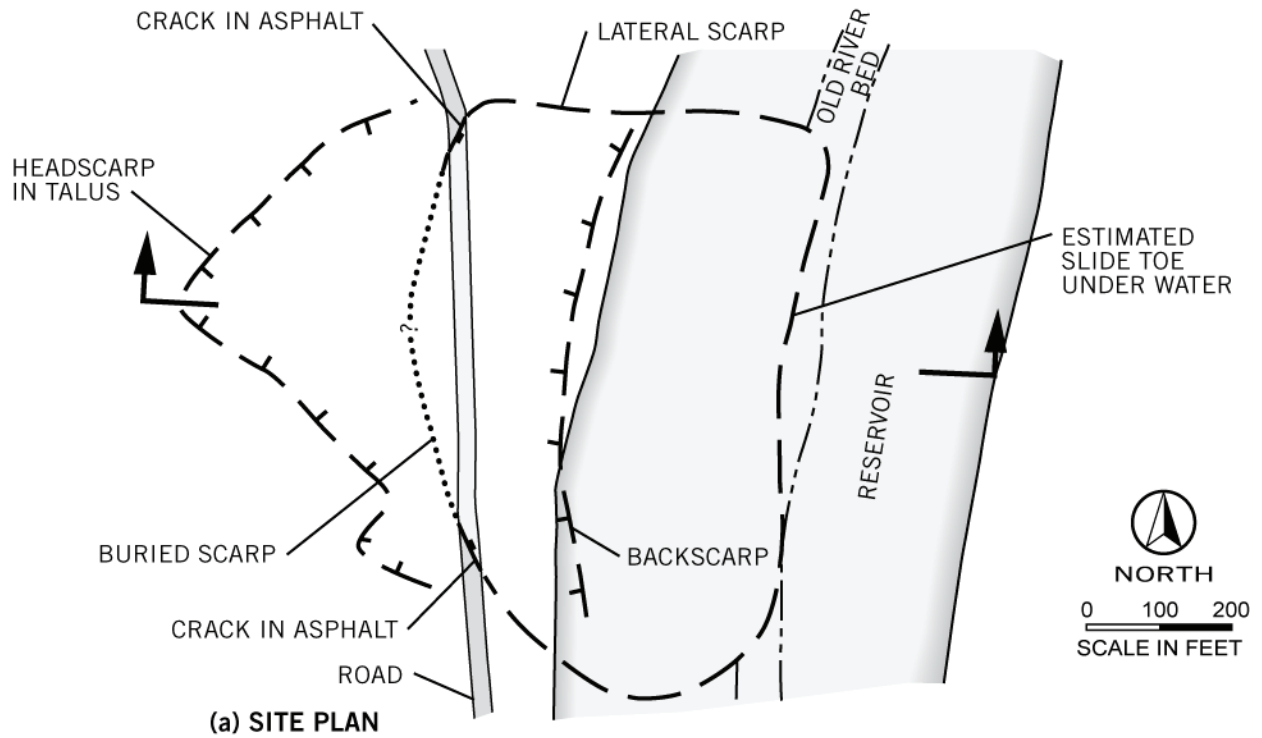 CRACK IN ASPHALT
LATERAL SCARP
OLD RIVER
BED
HEADSCARP
IN TALUS
ESTIMATED
SLIDE TOE
UNDER WATER
?
RESERVOIR
BURIED SCARP
BACKSCARP
NORTH
0 100 200
SCALE IN FEET
CRACK IN ASPHALT
ROAD
(a) SITE PLAN